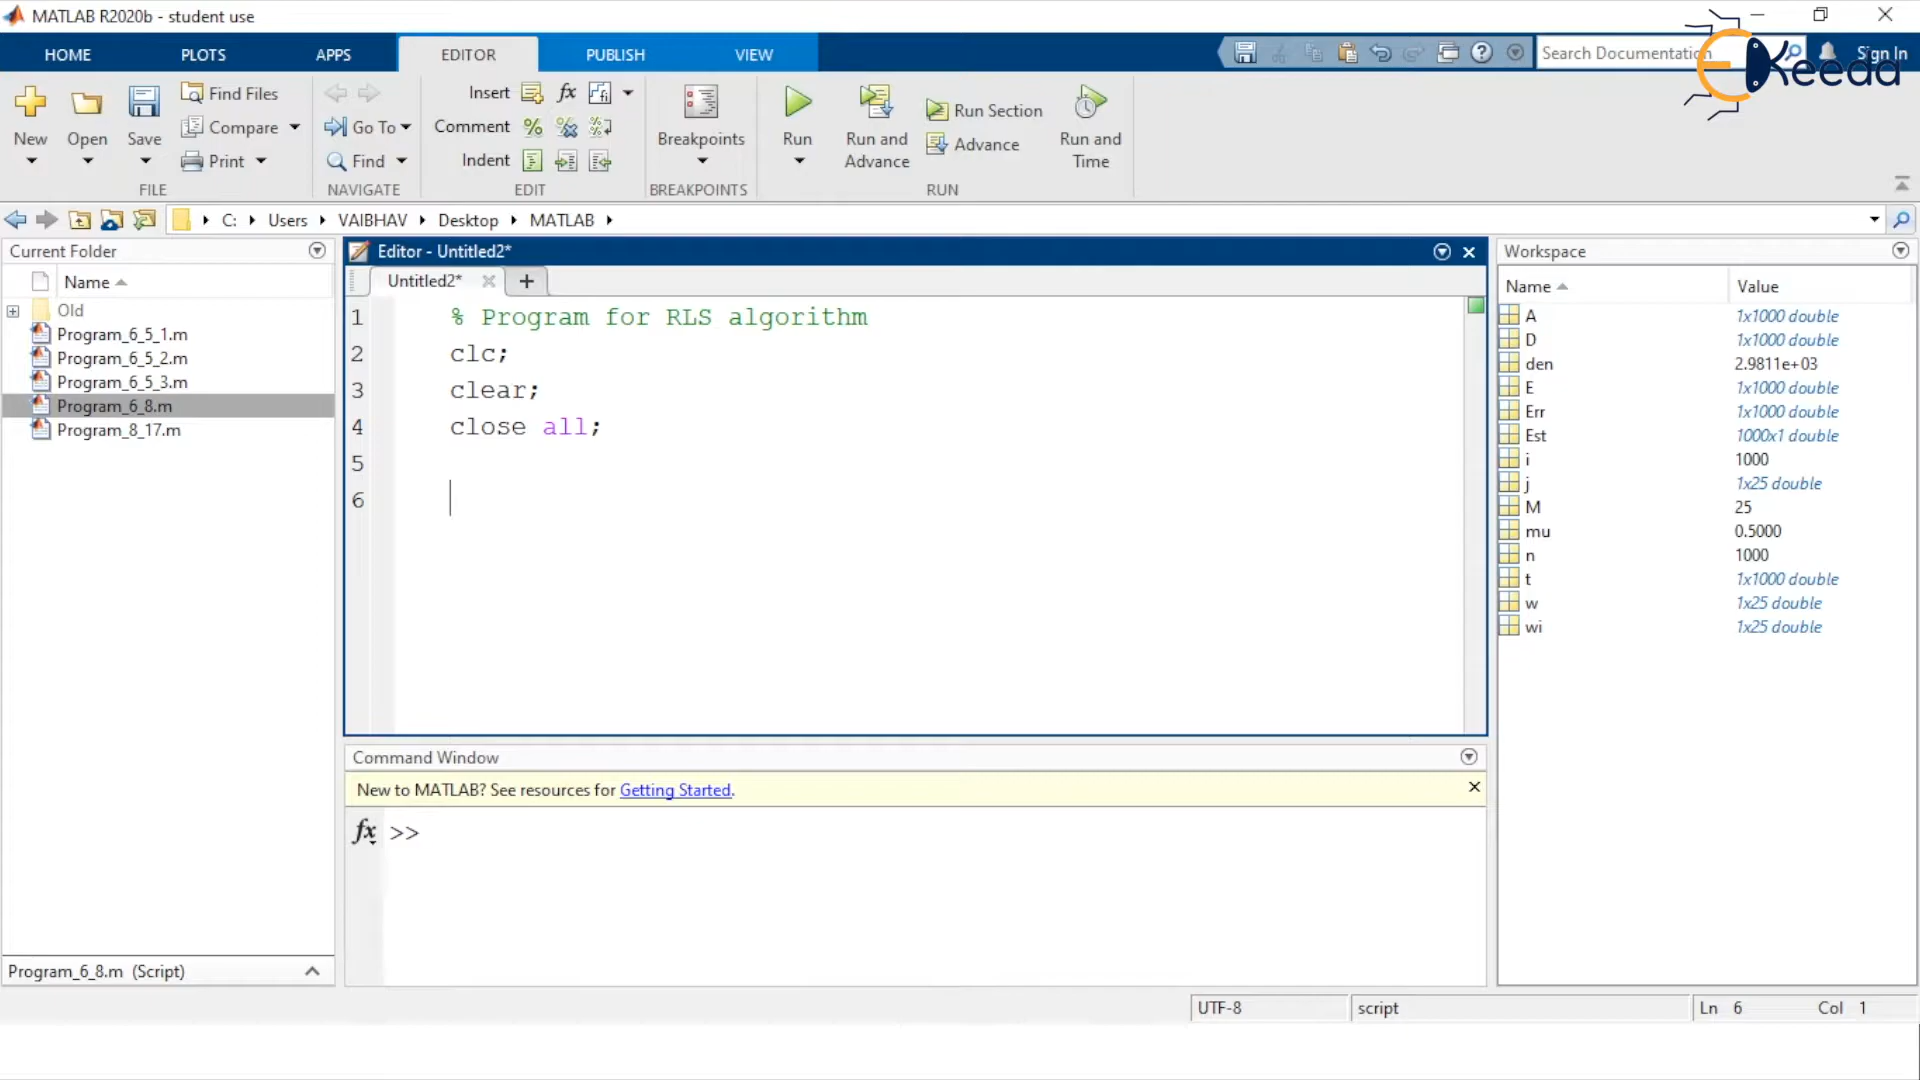 MATLAB R2020b - student use
HOME PLOTS APPS EDITOR PUBLISH VIEW Search Documentation Sign In
EKeeda
New Open Save Find Files Compare Print
FILE
Go To Find
NAVIGATE
Insert fx
Comment
Indent
EDIT
Breakpoints
BREAKPOINTS
Run Run and Advance Run Section Advance Run and Time
RUN
C: Users VAIBHAV Desktop MATLAB
Current Folder
Name
Old
Program_6_5_1.m
Program_6_5_2.m
Program_6_5_3.m
Program_6_8.m
Program_8_17.m
Program_6_8.m (Script)
Editor - Untitled2*
Untitled2*
1 % Program for RLS algorithm
2 clc;
3 clear;
4 close all;
5
6
Command Window
New to MATLAB? See resources for Getting Started.
fx >>
Workspace
Name Value
A 1x1000 double
D 1x1000 double
den 2.9811e+03
E 1x1000 double
Err 1x1000 double
Est 1000x1 double
i 1000
j 1x25 double
M 25
mu 0.5000
n 1000
t 1x1000 double
w 1x25 double
wi 1x25 double
UTF-8 script Ln 6 Col 1